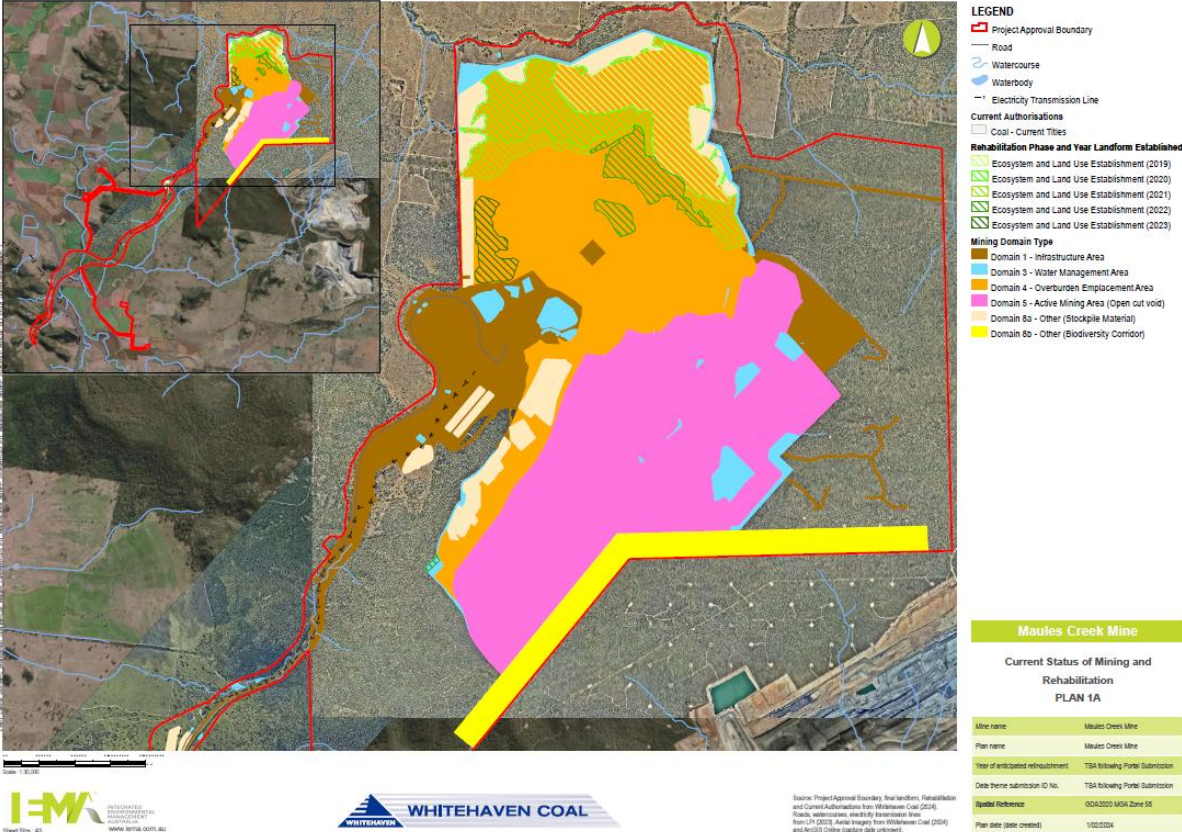 LEGEND
Project Approval Boundary
Road
Watercourse
Waterbody
Electricity Transmission Line
Current Authorisations
Coal - Current Titles
Rehabilitation Phase and Year Landform Established
Ecosystem and Land Use Establishment (2019)
Ecosystem and Land Use Establishment (2020)
Ecosystem and Land Use Establishment (2021)
Ecosystem and Land Use Establishment (2022)
Ecosystem and Land Use Establishment (2023)
Mining Domain Type
Domain 1 - Infrastructure Area
Domain 3 - Water Management Area
Domain 4 - Overburden Emplacement Area
Domain 5 - Active Mining Area (Open cut void)
Domain 8a - Other (Stockpile Material)
Domain 8b - Other (Biodiversity Corridor)
Maules Creek Mine
Current Status of Mining and
Rehabilitation
PLAN 1A
Mine name Maules Creek Mine
Plan name Maules Creek Mine
Year of anticipated relinquishment TBA following Portal Submission
Data theme submission ID No. TBA following Portal Submission
Spatial Reference GDA2020 MGA Zone 56
Plan date (date created) 1/02/2024
Scale: 1:30,000
IEMA
INTEGRATED
ENVIRONMENTAL
MANAGEMENT
AUSTRALIA
www.iema.com.au
Sheet Size : A3
WHITEHAVEN
WHITEHAVEN COAL
Source: Project Approval Boundary, final landform, Rehabilitation
and Current Authorisations from Whitehaven Coal (2024).
Roads, watercourses, electricity transmission lines
from LPI (2023). Aerial Imagery from Whitehaven Coal (2024)
and ArcGIS Online (capture date unknown).